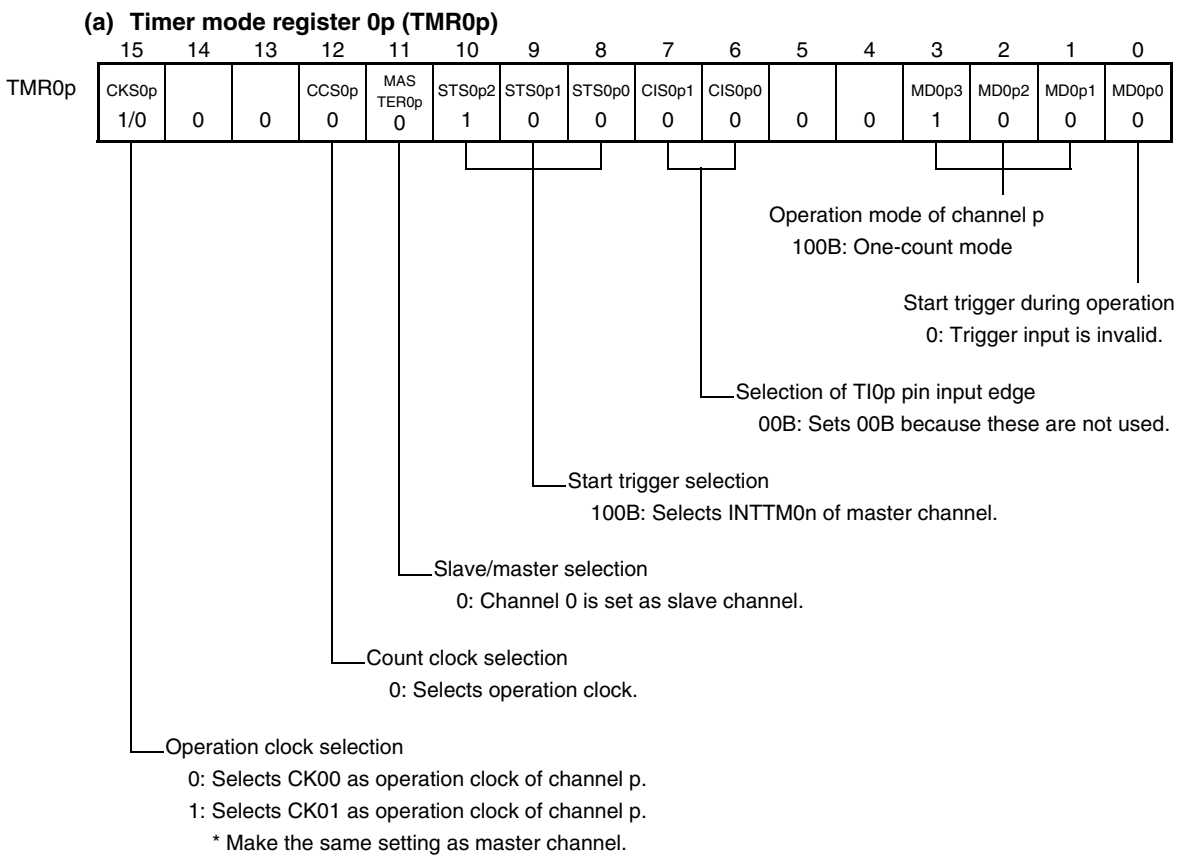 (a) Timer mode register 0p (TMR0p)
15 14 13 12 11 10 9 8 7 6 5 4 3 2 1 0
TMR0p CKS0p CCS0p MAS TER0p STS0p2 STS0p1 STS0p0 CIS0p1 CIS0p0 MD0p3 MD0p2 MD0p1 MD0p0
1/0 0 0 0 0 1 0 0 0 0 0 0 1 0 0 0
Operation mode of channel p
100B: One-count mode
Start trigger during operation
0: Trigger input is invalid.
Selection of TI0p pin input edge
00B: Sets 00B because these are not used.
Start trigger selection
100B: Selects INTTM0n of master channel.
Slave/master selection
0: Channel 0 is set as slave channel.
Count clock selection
0: Selects operation clock.
Operation clock selection
0: Selects CK00 as operation clock of channel p.
1: Selects CK01 as operation clock of channel p.
* Make the same setting as master channel.